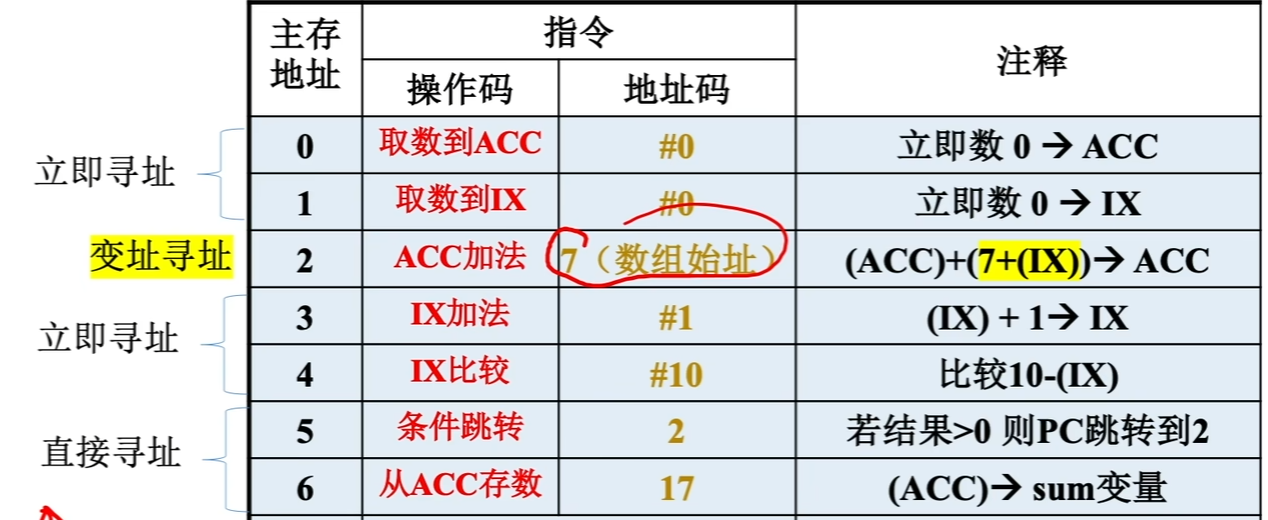 主存地址 指令 注释
操作码 地址码
立即寻址 0 取数到ACC #0 立即数 0 → ACC
1 取数到IX #0 立即数 0 → IX
变址寻址 2 ACC加法 7（数组始址） (ACC)+(7+(IX))→ ACC
立即寻址 3 IX加法 #1 (IX) + 1→ IX
4 IX比较 #10 比较10-(IX)
直接寻址 5 条件跳转 2 若结果>0 则PC跳转到2
6 从ACC存数 17 (ACC)→ sum变量